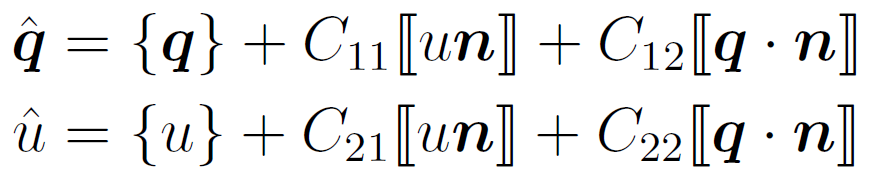 q̂ = {q} + C₁₁⟦un⟧ + C₁₂⟦q · n⟧
û = {u} + C₂₁⟦un⟧ + C₂₂⟦q · n⟧